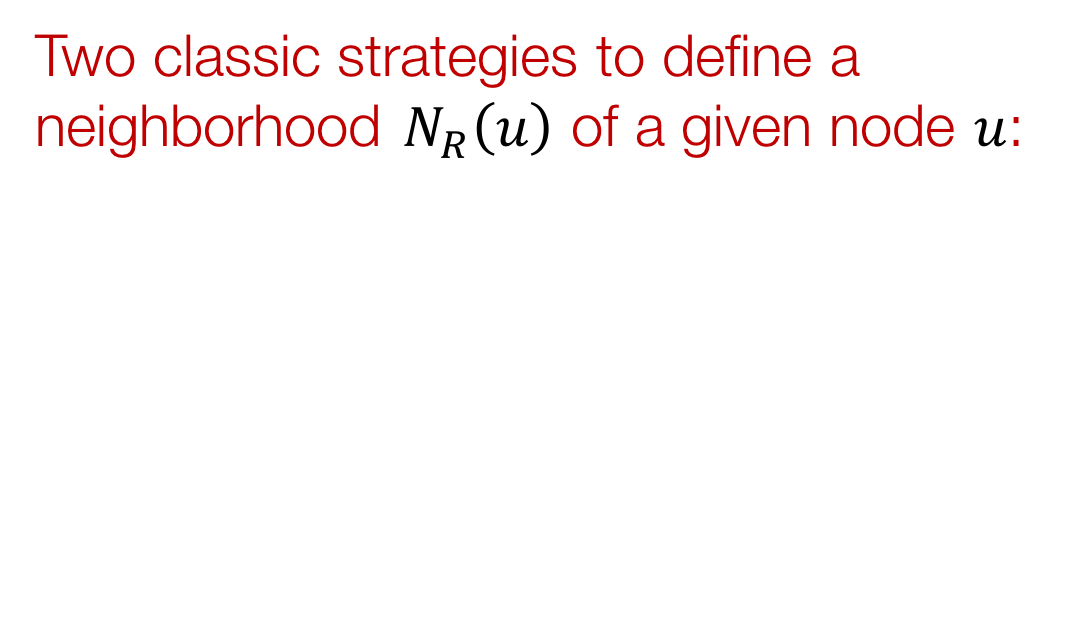 Two classic strategies to define a
neighborhood N_R(u) of a given node u: